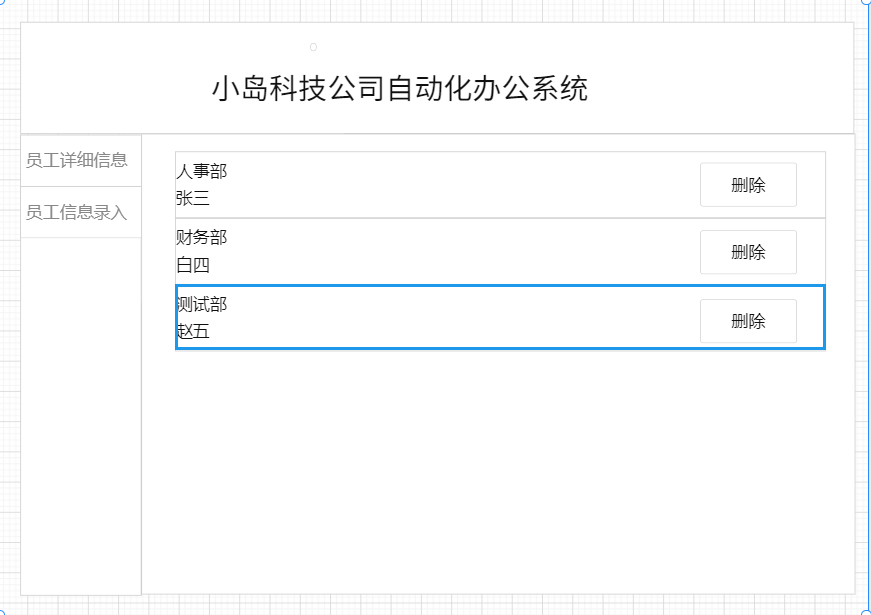 小岛科技公司自动化办公系统
员工详细信息
员工信息录入
人事部
张三
删除
财务部
白四
删除
测试部
赵五
删除